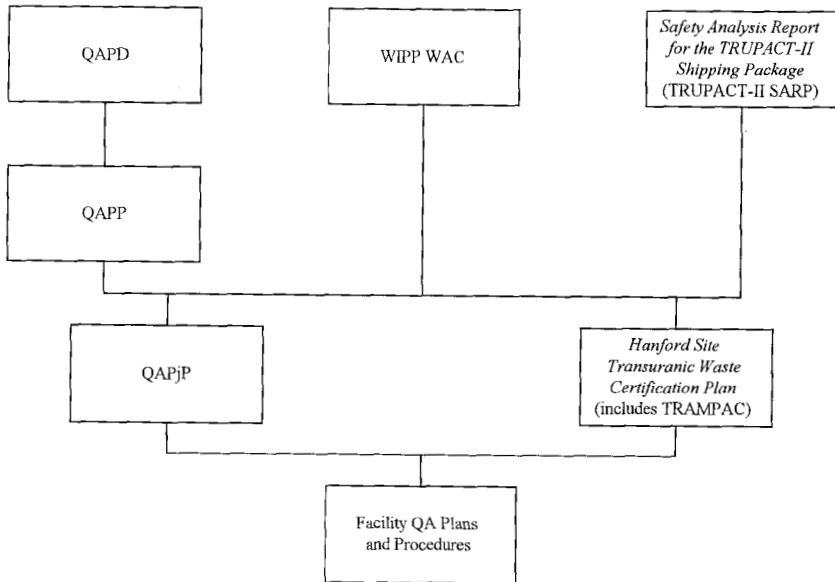 QAPD
WIPP WAC
Safety Analysis Report
for the TRUPACT-II
Shipping Package
(TRUPACT-II SARP)
QAPP
QAPjP
Hanford Site
Transuranic Waste
Certification Plan
(includes TRAMPAC)
Facility QA Plans
and Procedures